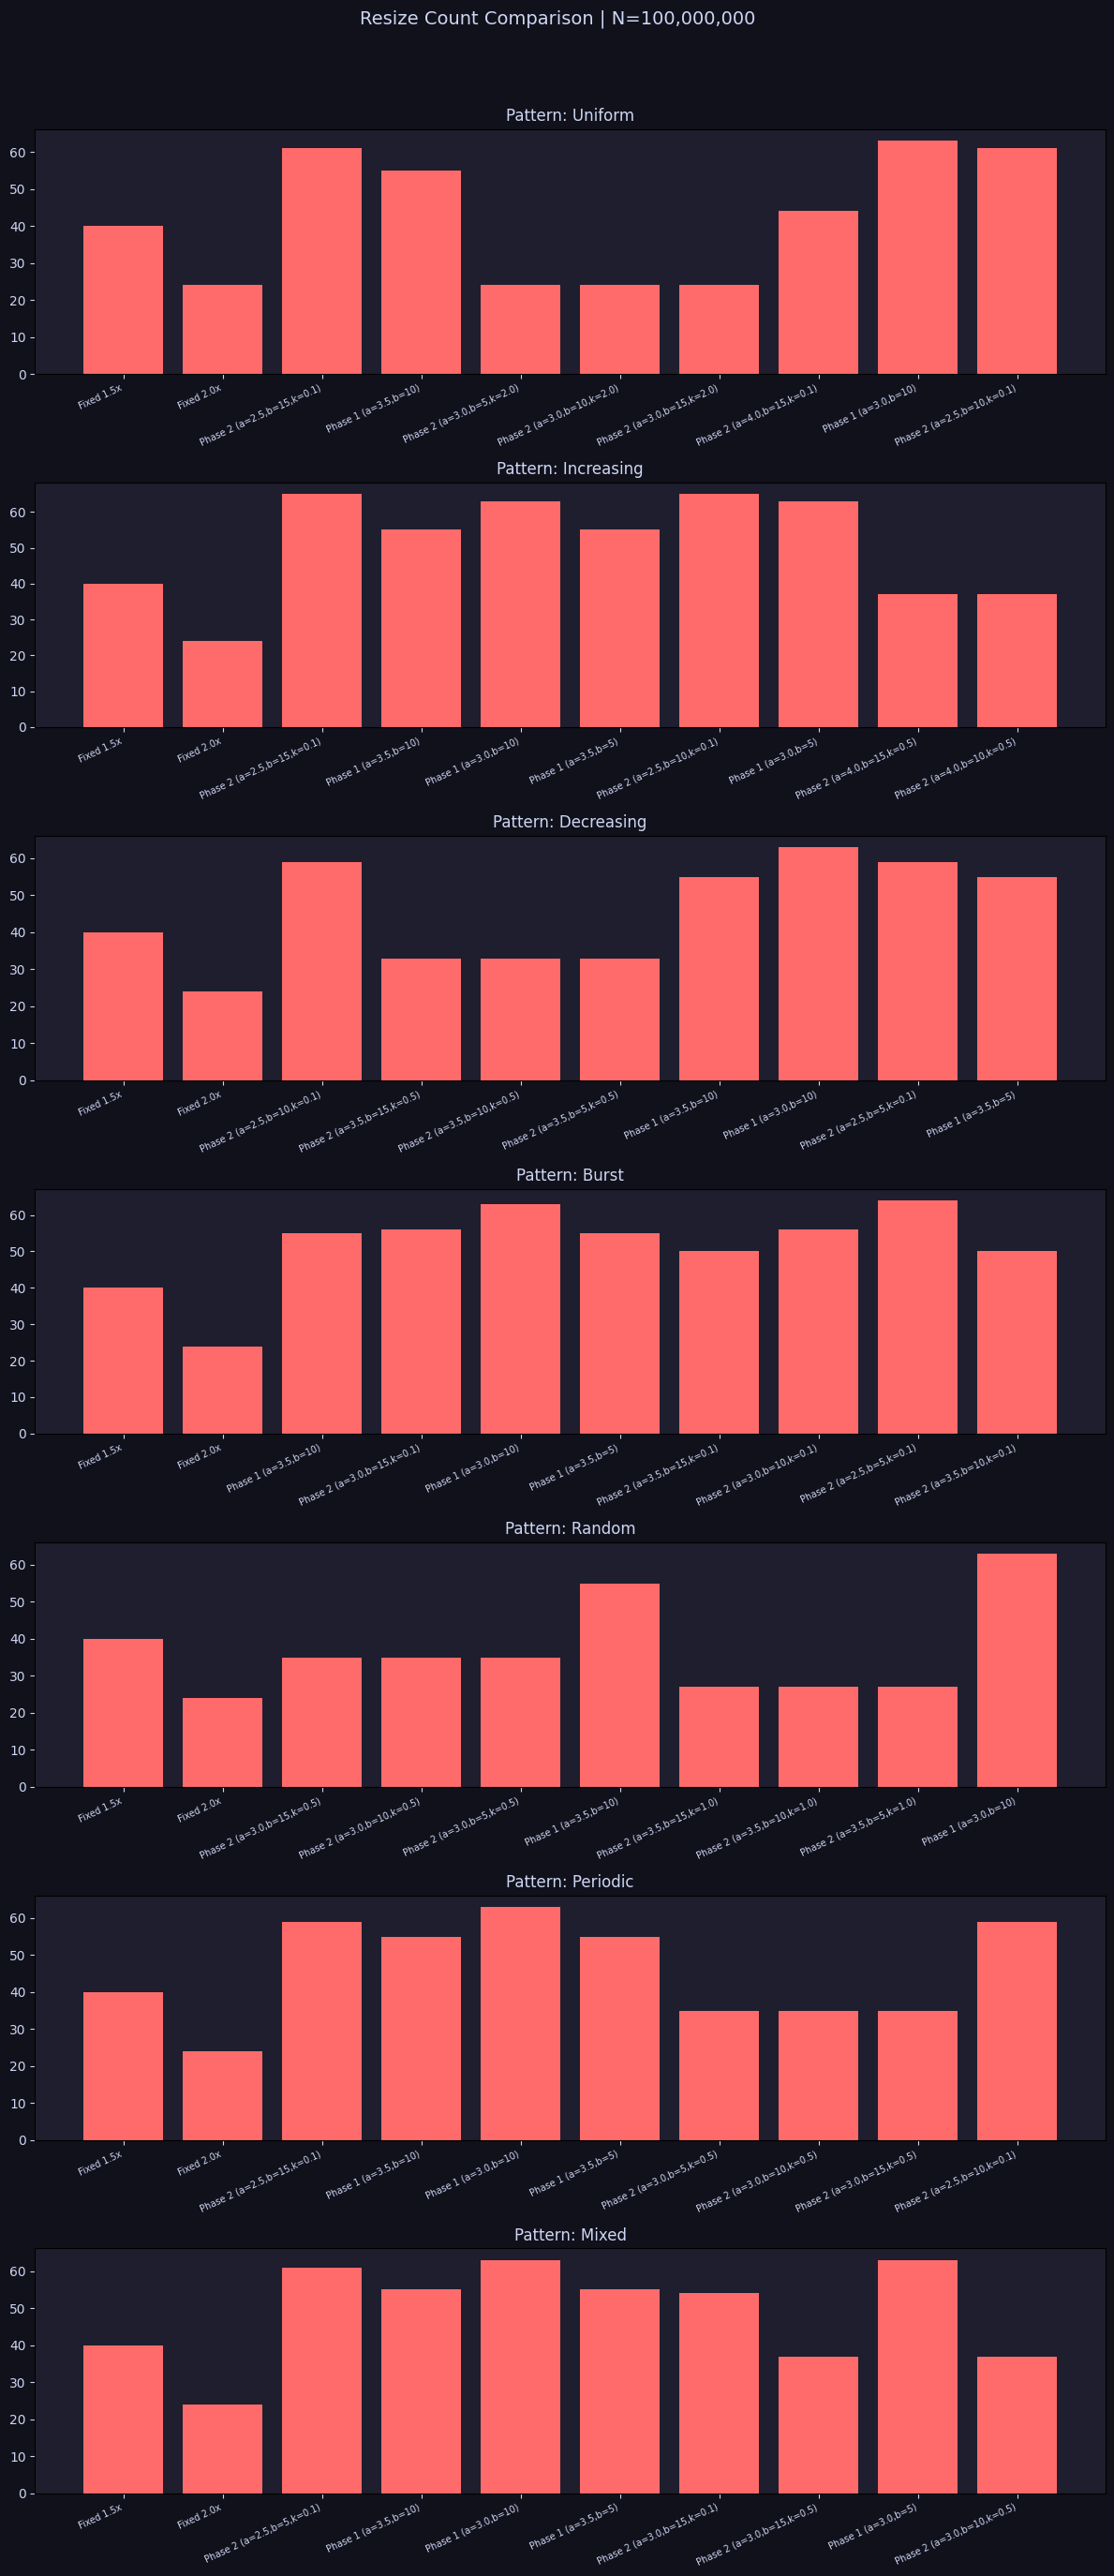 Resize Count Comparison | N=100,000,000
Pattern: Uniform
60
50
40
30
20
10
0
Fixed 1.5x
Fixed 2.0x
Phase 2 (a=2.5,b=15,k=0.1)
Phase 1 (a=3.5,b=10)
Phase 2 (a=3.0,b=5,k=2.0)
Phase 2 (a=3.0,b=10,k=2.0)
Phase 2 (a=3.0,b=15,k=2.0)
Phase 2 (a=4.0,b=15,k=0.1)
Phase 1 (a=3.0,b=10)
Phase 2 (a=2.5,b=10,k=0.1)
Pattern: Increasing
60
50
40
30
20
10
0
Fixed 1.5x
Fixed 2.0x
Phase 2 (a=2.5,b=15,k=0.1)
Phase 1 (a=3.5,b=10)
Phase 1 (a=3.0,b=10)
Phase 1 (a=3.5,b=5)
Phase 2 (a=2.5,b=10,k=0.1)
Phase 1 (a=3.0,b=5)
Phase 2 (a=4.0,b=15,k=0.5)
Phase 2 (a=4.0,b=10,k=0.5)
Pattern: Decreasing
60
50
40
30
20
10
0
Fixed 1.5x
Fixed 2.0x
Phase 2 (a=2.5,b=10,k=0.1)
Phase 2 (a=3.5,b=15,k=0.5)
Phase 2 (a=3.5,b=10,k=0.5)
Phase 2 (a=3.5,b=5,k=0.5)
Phase 1 (a=3.5,b=10)
Phase 1 (a=3.0,b=10)
Phase 2 (a=2.5,b=5,k=0.1)
Phase 1 (a=3.5,b=5)
Pattern: Burst
60
50
40
30
20
10
0
Fixed 1.5x
Fixed 2.0x
Phase 1 (a=3.5,b=10)
Phase 2 (a=3.0,b=15,k=0.1)
Phase 1 (a=3.0,b=10)
Phase 1 (a=3.5,b=5)
Phase 2 (a=3.5,b=15,k=0.1)
Phase 2 (a=3.0,b=10,k=0.1)
Phase 2 (a=2.5,b=5,k=0.1)
Phase 2 (a=3.5,b=10,k=0.1)
Pattern: Random
60
50
40
30
20
10
0
Fixed 1.5x
Fixed 2.0x
Phase 2 (a=3.0,b=15,k=0.5)
Phase 2 (a=3.0,b=10,k=0.5)
Phase 2 (a=3.0,b=5,k=0.5)
Phase 1 (a=3.5,b=10)
Phase 2 (a=3.5,b=15,k=1.0)
Phase 2 (a=3.5,b=10,k=1.0)
Phase 2 (a=3.5,b=5,k=1.0)
Phase 1 (a=3.0,b=10)
Pattern: Periodic
60
50
40
30
20
10
0
Fixed 1.5x
Fixed 2.0x
Phase 2 (a=2.5,b=15,k=0.1)
Phase 1 (a=3.5,b=10)
Phase 1 (a=3.0,b=10)
Phase 1 (a=3.5,b=5)
Phase 2 (a=3.0,b=5,k=0.5)
Phase 2 (a=3.0,b=10,k=0.5)
Phase 2 (a=3.0,b=15,k=0.5)
Phase 2 (a=2.5,b=10,k=0.1)
Pattern: Mixed
60
50
40
30
20
10
0
Fixed 1.5x
Fixed 2.0x
Phase 2 (a=2.5,b=5,k=0.1)
Phase 1 (a=3.5,b=10)
Phase 1 (a=3.0,b=10)
Phase 1 (a=3.5,b=5)
Phase 2 (a=3.0,b=15,k=0.1)
Phase 2 (a=3.0,b=15,k=0.5)
Phase 1 (a=3.0,b=5)
Phase 2 (a=3.0,b=10,k=0.5)